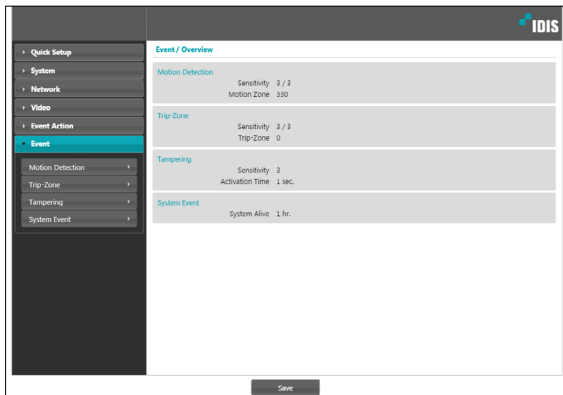 IDIS
Quick Setup
System
Network
Video
Event Action
Event
Motion Detection
Trip-Zone
Tampering
System Event
Event / Overview
Motion Detection
Sensitivity 3 / 3
Motion Zone 330
Trip-Zone
Sensitivity 3 / 3
Trip-Zone 0
Tampering
Sensitivity 3
Activation Time 1 sec.
System Event
System Alive 1 hr.
Save